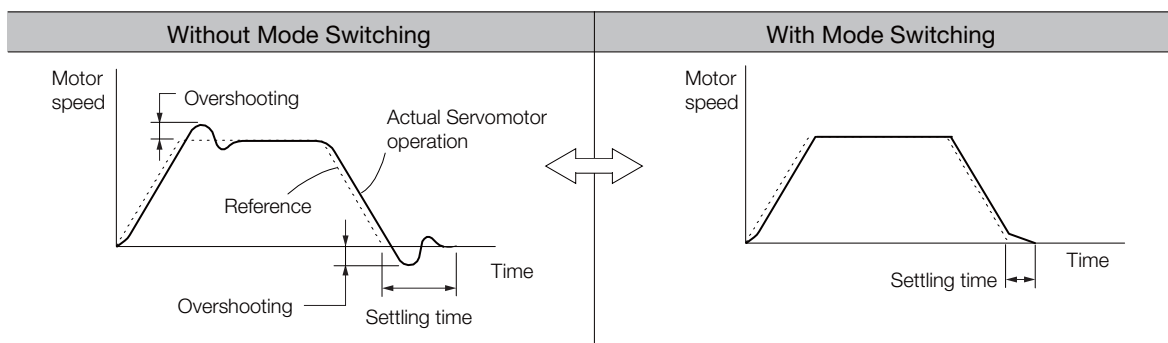 Without Mode Switching
With Mode Switching
Motor
speed
Overshooting
Actual Servomotor
operation
Reference
Time
Overshooting
Settling time
Motor
speed
Time
Settling time